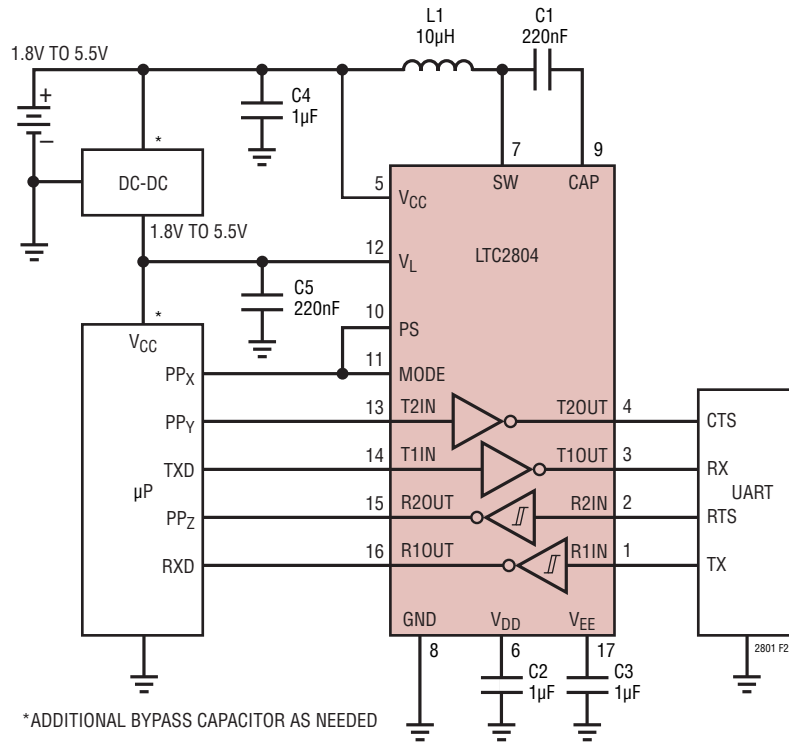 L1
10µH
C1
220nF
1.8V TO 5.5V
+
–
C4
1µF
*
DC-DC
7
9
SW
CAP
5
VCC
1.8V TO 5.5V
12
VL
LTC2804
C5
220nF
10
PS
*
VCC
11
MODE
PPX
13
T2IN
T2OUT
4
PPY
CTS
14
T1IN
T1OUT
3
TXD
RX
µP
UART
15
R2OUT
R2IN
2
PPZ
RTS
16
R1OUT
R1IN
1
RXD
TX
GND
VDD
VEE
8
6
17
2801 F2
C2
1µF
C3
1µF
*ADDITIONAL BYPASS CAPACITOR AS NEEDED